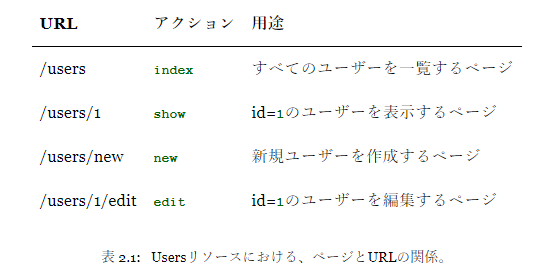 URL アクション 用途
/users index すべてのユーザーを一覧するページ
/users/1 show id=1のユーザーを表示するページ
/users/new new 新規ユーザーを作成するページ
/users/1/edit edit id=1のユーザーを編集するページ
表 2.1: Usersリソースにおける、ページとURLの関係。